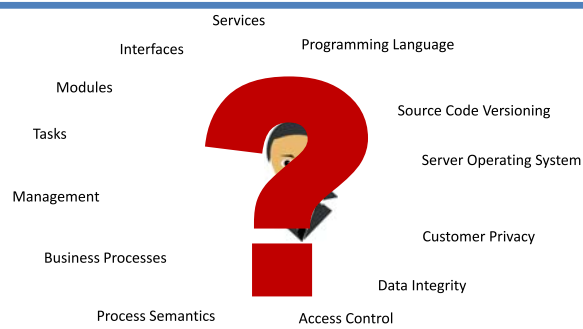 Services
Programming Language
Interfaces
Modules
Source Code Versioning
Tasks
Server Operating System
Management
Customer Privacy
Business Processes
Data Integrity
Process Semantics
Access Control
?